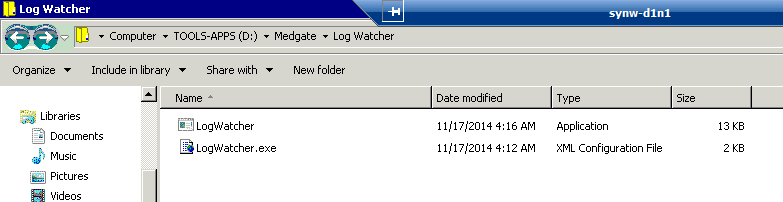 Log Watcher
synw-d1n1
Computer TOOLS-APPS (D:) Medgate Log Watcher
Organize Include in library Share with New folder
Name Date modified Type Size
Libraries
LogWatcher 11/17/2014 4:16 AM Application 13 KB
Documents
LogWatcher.exe 11/17/2014 4:12 AM XML Configuration File 2 KB
Music
Pictures
Videos